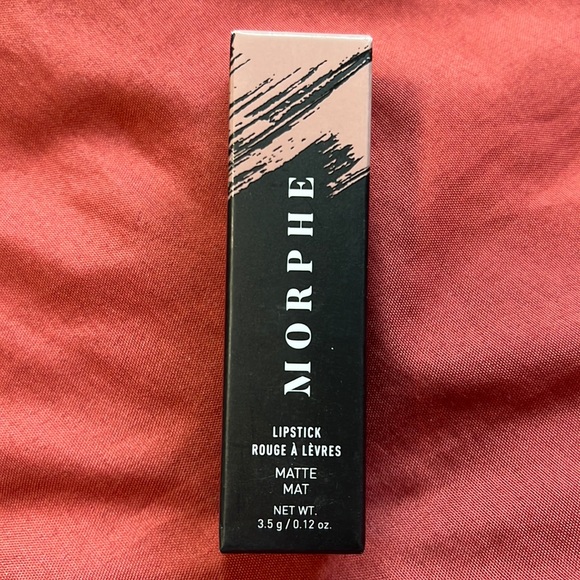 MORPHE
LIPSTICK
ROUGE À LÈVRES
MATTE
MAT
NET WT.
3.5 g / 0.12 oz.